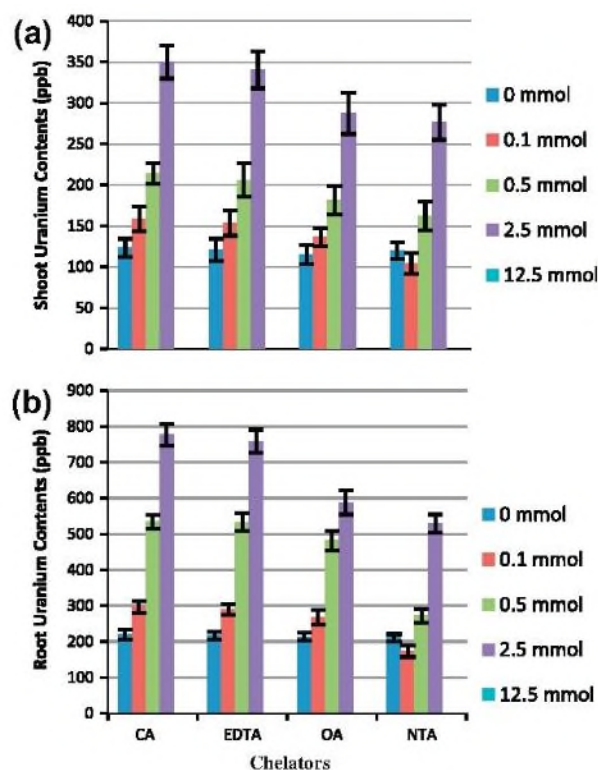 (a)
Shoot Uranium Contents (ppb)
400
350
300
250
200
150
100
50
0
0 mmol
0.1 mmol
0.5 mmol
2.5 mmol
12.5 mmol
(b)
Root Uranium Contents (ppb)
900
800
700
600
500
400
300
200
100
0
0 mmol
0.1 mmol
0.5 mmol
2.5 mmol
12.5 mmol
CA EDTA OA NTA
Chelators